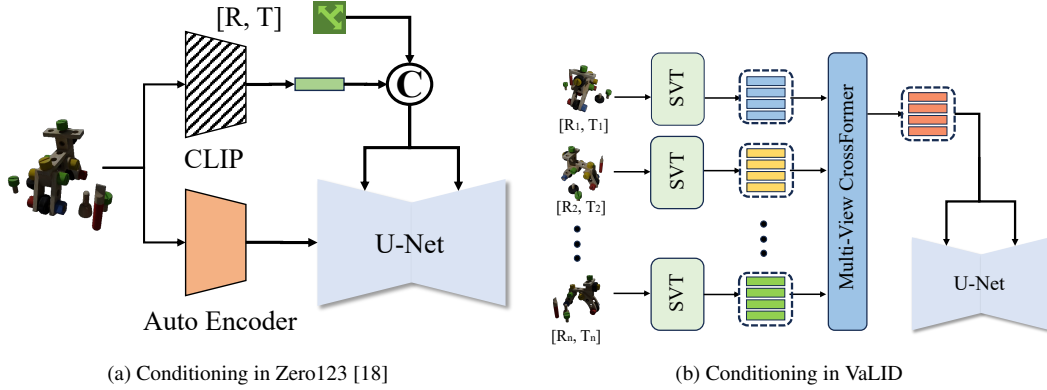 [R, T]
C
CLIP
U-Net
Auto Encoder
(a) Conditioning in Zero123 [18]
[R1, T1]
SVT
[R2, T2]
SVT
[Rn, Tn]
SVT
Multi-View CrossFormer
U-Net
(b) Conditioning in VaLID